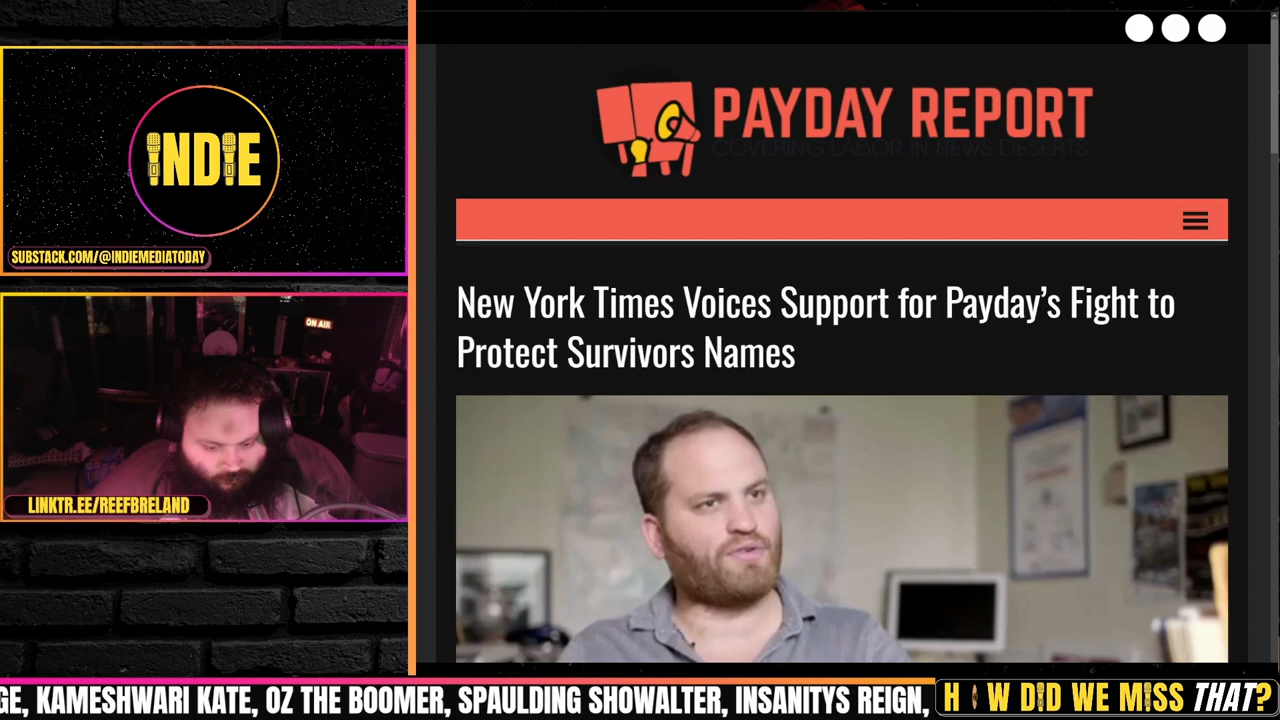 INDIE
SUBSTACK.COM/@INDIEMEDIATODAY
ON AIR
LINKTR.EE/REEFBRELAND
PAYDAY REPORT
COVERING LABOR IN NEWS DESERTS
New York Times Voices Support for Payday’s Fight to
Protect Survivors Names
GE, KAMESHWARI KATE, OZ THE BOOMER, SPAULDING SHOWALTER, INSANITYS REIGN,
HOW DID WE MISS THAT?